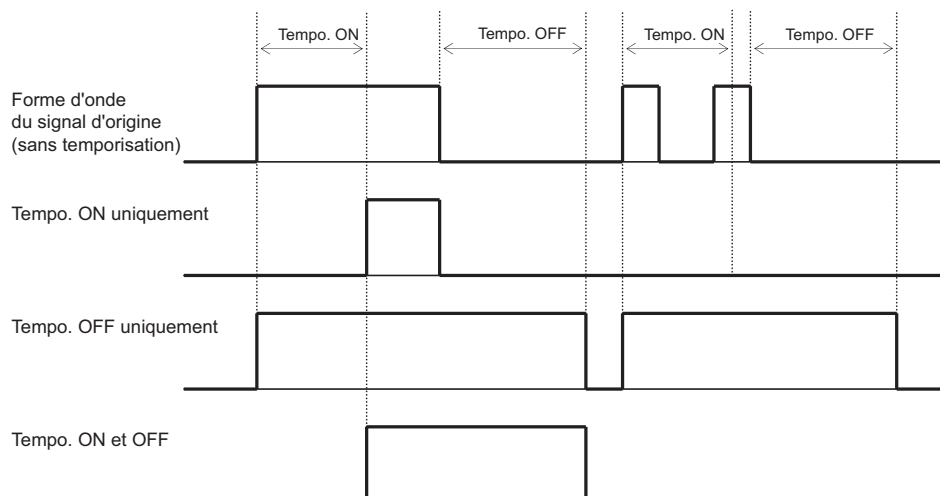 Tempo. ON
Tempo. OFF
Tempo. ON
Tempo. OFF
Forme d'onde
du signal d'origine
(sans temporisation)
Tempo. ON uniquement
Tempo. OFF uniquement
Tempo. ON et OFF